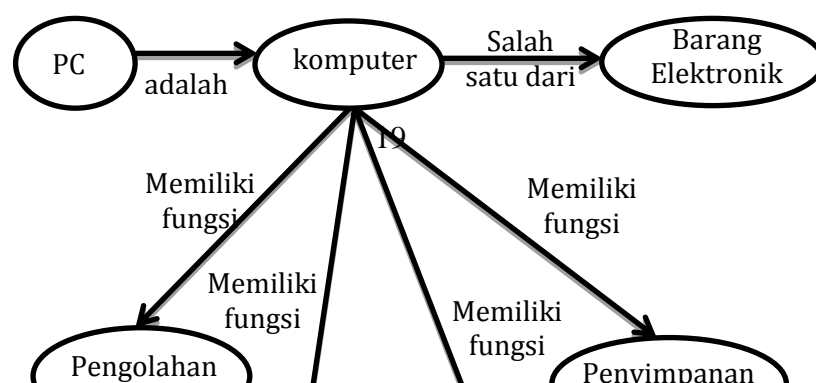 PC
adalah
komputer
Salah
satu dari
Barang
Elektronik
19
Memiliki
fungsi
Memiliki
fungsi
Memiliki
fungsi
Memiliki
fungsi
Pengolahan
Penyimpanan